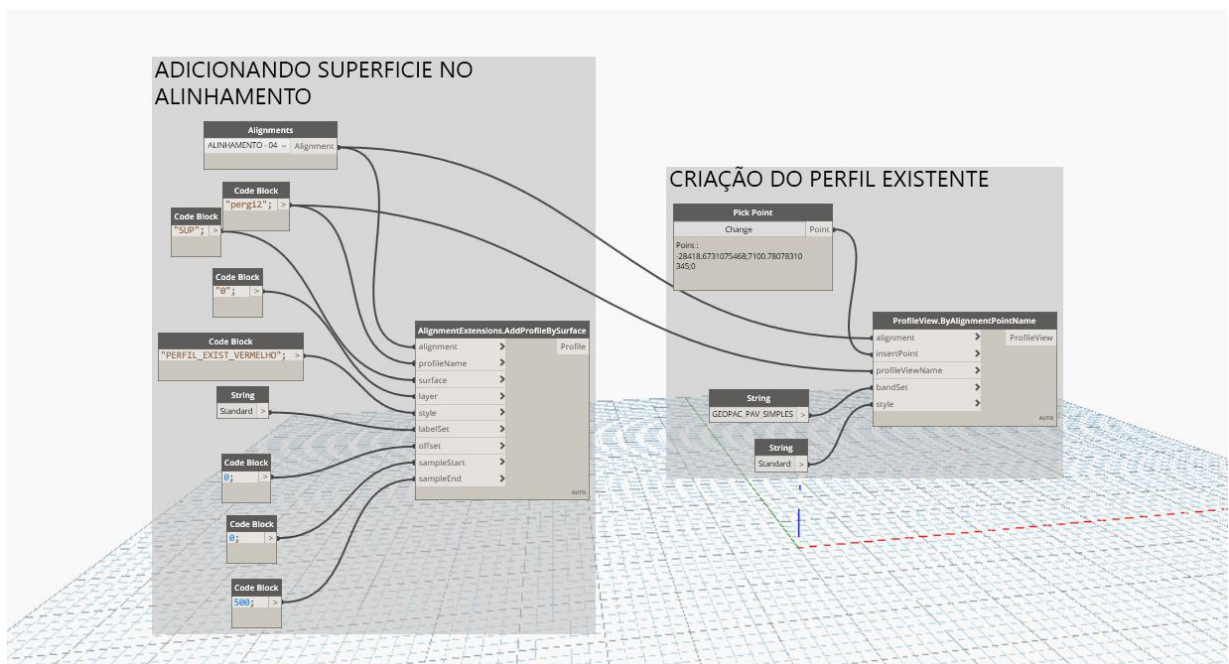 ADICIONANDO SUPERFICIE NO
ALINHAMENTO
Alignments
ALINHAMENTO - 04
Alignment
Code Block
"pergi2"; >
Code Block
"SUP"; >
Code Block
"0"; >
Code Block
"PERFIL_EXIST_VERMELHO"; >
String
Standard >
Code Block
0; >
Code Block
0; >
Code Block
500; >
AlignmentExtensions.AddProfileBySurface
alignment > Profile
profileName >
surface >
layer >
style >
labelSet >
offset >
sampleStart >
sampleEnd >
AUTO
CRIAÇÃO DO PERFIL EXISTENTE
Pick Point
Change Point
Point :
-28418.6731075468;7100.78078310
345;0
String
GEOPAC_PAV_SIMPLES >
String
Standard >
ProfileView.ByAlignmentPointName
alignment > ProfileView
insertPoint >
profileViewName >
bandSet >
style >
AUTO